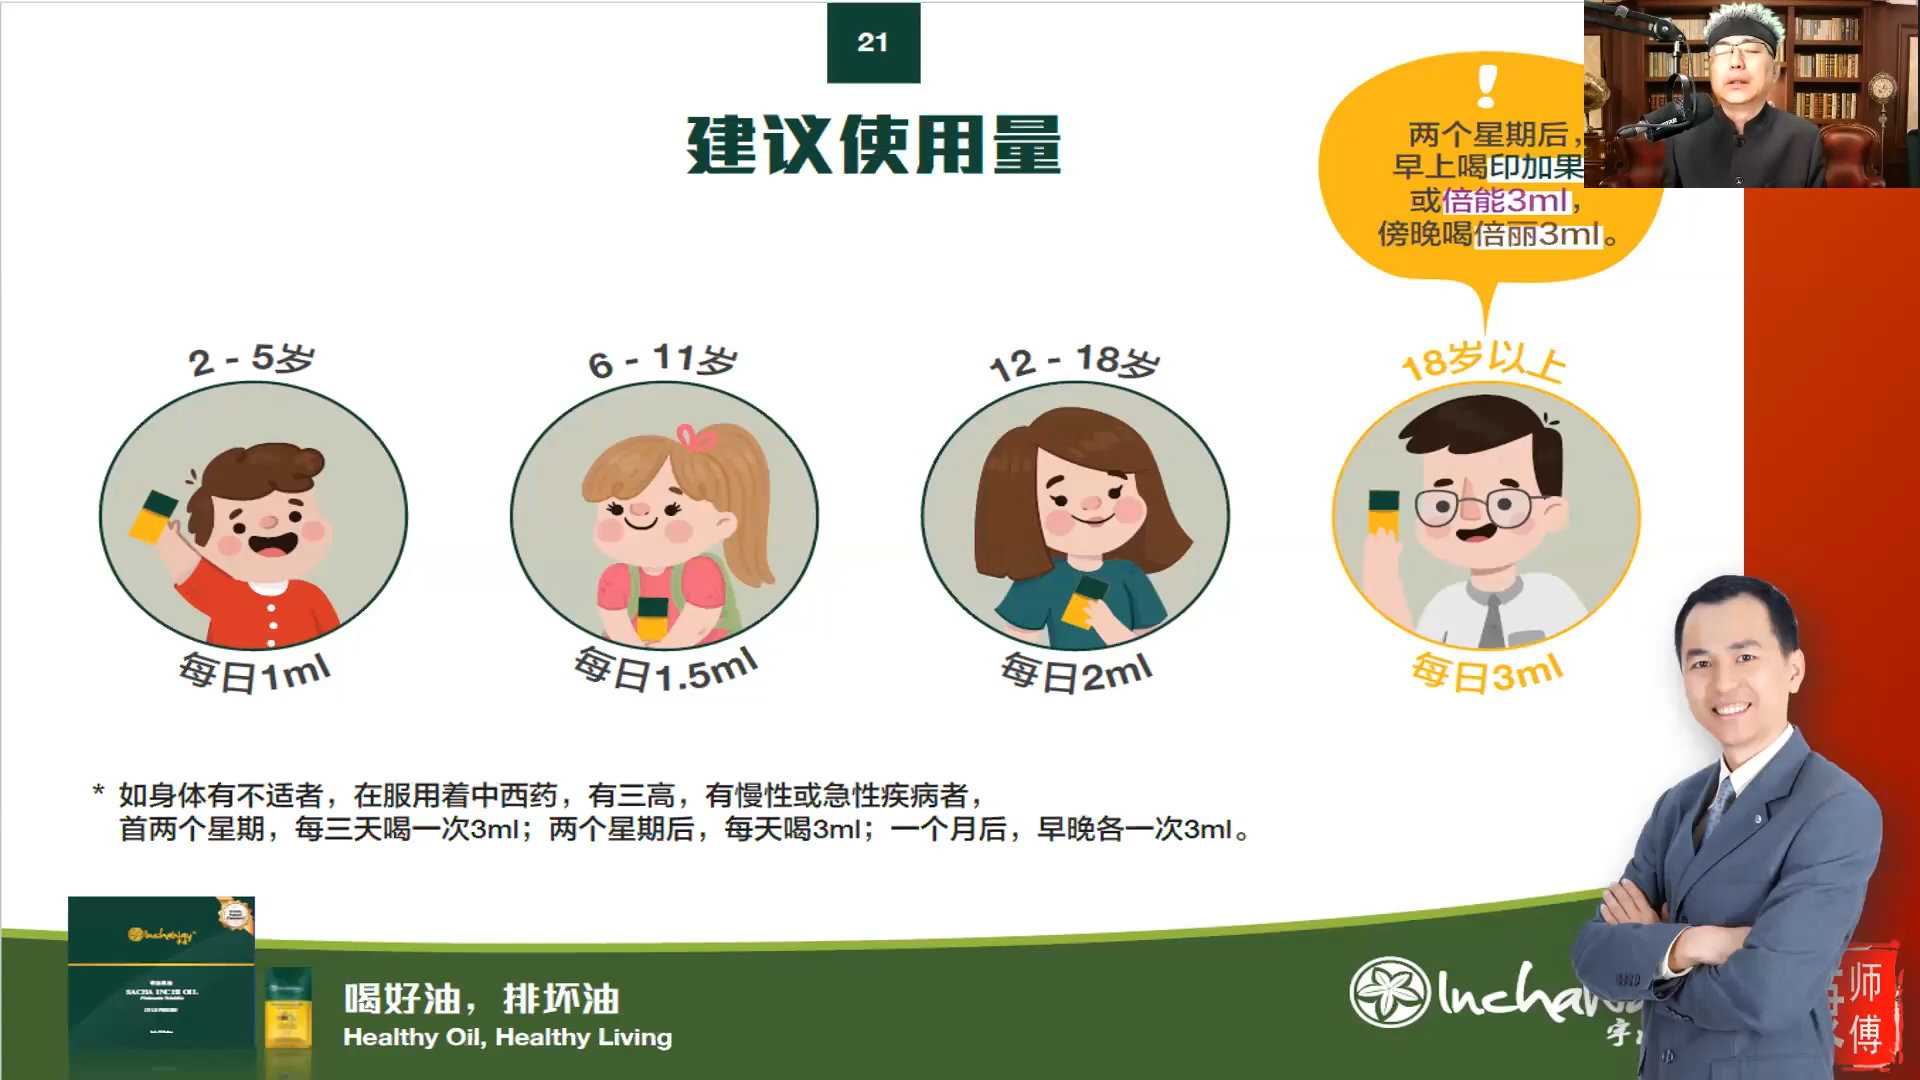 21
建议使用量
!
两个星期后，
早上喝印加果
或倍能3ml，
傍晚喝倍丽3ml。
2 - 5岁
6 - 11岁
12 - 18岁
18岁以上
每日1ml
每日1.5ml
每日2ml
每日3ml
* 如身体有不适者，在服用着中西药，有三高，有慢性或急性疾病者，
首两个星期，每三天喝一次3ml；两个星期后，每天喝3ml；一个月后，早晚各一次3ml。
Inchaway
SACHA INCHI OIL
喝好油，排坏油
Healthy Oil, Healthy Living
师
傅